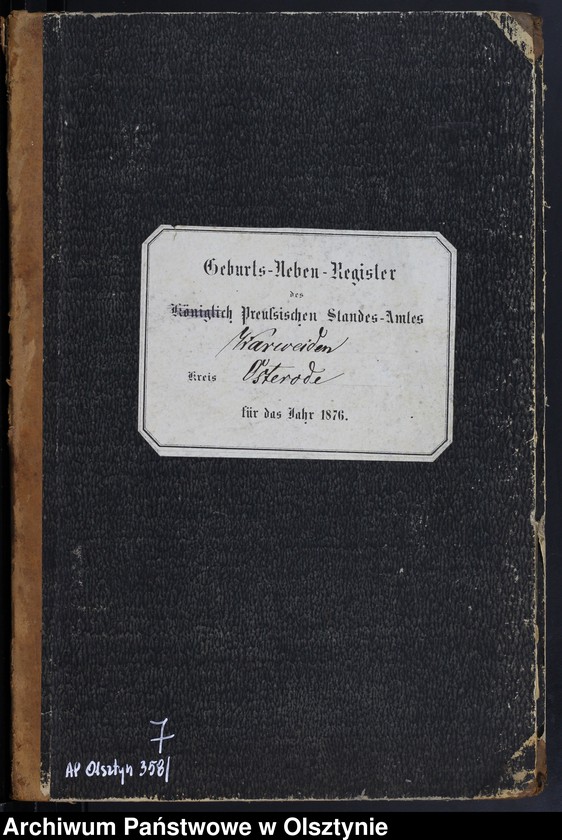 Geburts-Neben-Register
des
Königlich Preußischen Standes-Amtes
Karweiden
Kreis Osterode
für das Jahr 1876.
7
AP Olsztyn 358/
Archiwum Państwowe w Olsztynie